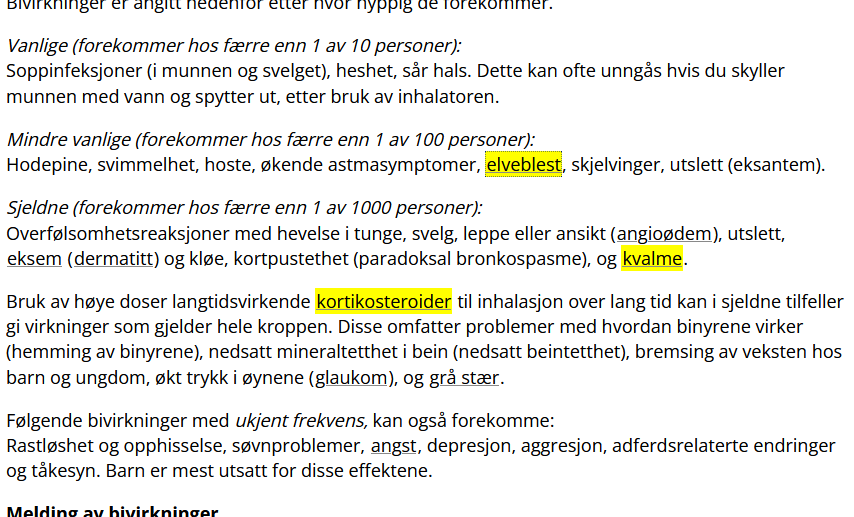 Bivirkninger er angitt nedenfor etter hvor hyppig de forekommer.
Vanlige (forekommer hos færre enn 1 av 10 personer):
Soppinfeksjoner (i munnen og svelget), heshet, sår hals. Dette kan ofte unngås hvis du skyller
munnen med vann og spytter ut, etter bruk av inhalatoren.
Mindre vanlige (forekommer hos færre enn 1 av 100 personer):
Hodepine, svimmelhet, hoste, økende astmasymptomer, elveblest, skjelvinger, utslett (eksantem).
Sjeldne (forekommer hos færre enn 1 av 1000 personer):
Overfølsomhetsreaksjoner med hevelse i tunge, svelg, leppe eller ansikt (angioødem), utslett,
eksem (dermatitt) og kløe, kortpustethet (paradoksal bronkospasme), og kvalme.
Bruk av høye doser langtidsvirkende kortikosteroider til inhalasjon over lang tid kan i sjeldne tilfeller
gi virkninger som gjelder hele kroppen. Disse omfatter problemer med hvordan binyrene virker
(hemming av binyrene), nedsatt mineraltetthet i bein (nedsatt beintetthet), bremsing av veksten hos
barn og ungdom, økt trykk i øynene (glaukom), og grå stær.
Følgende bivirkninger med ukjent frekvens, kan også forekomme:
Rastløshet og opphisselse, søvnproblemer, angst, depresjon, aggresjon, adferdsrelaterte endringer
og tåkesyn. Barn er mest utsatt for disse effektene.
Melding av bivirkninger